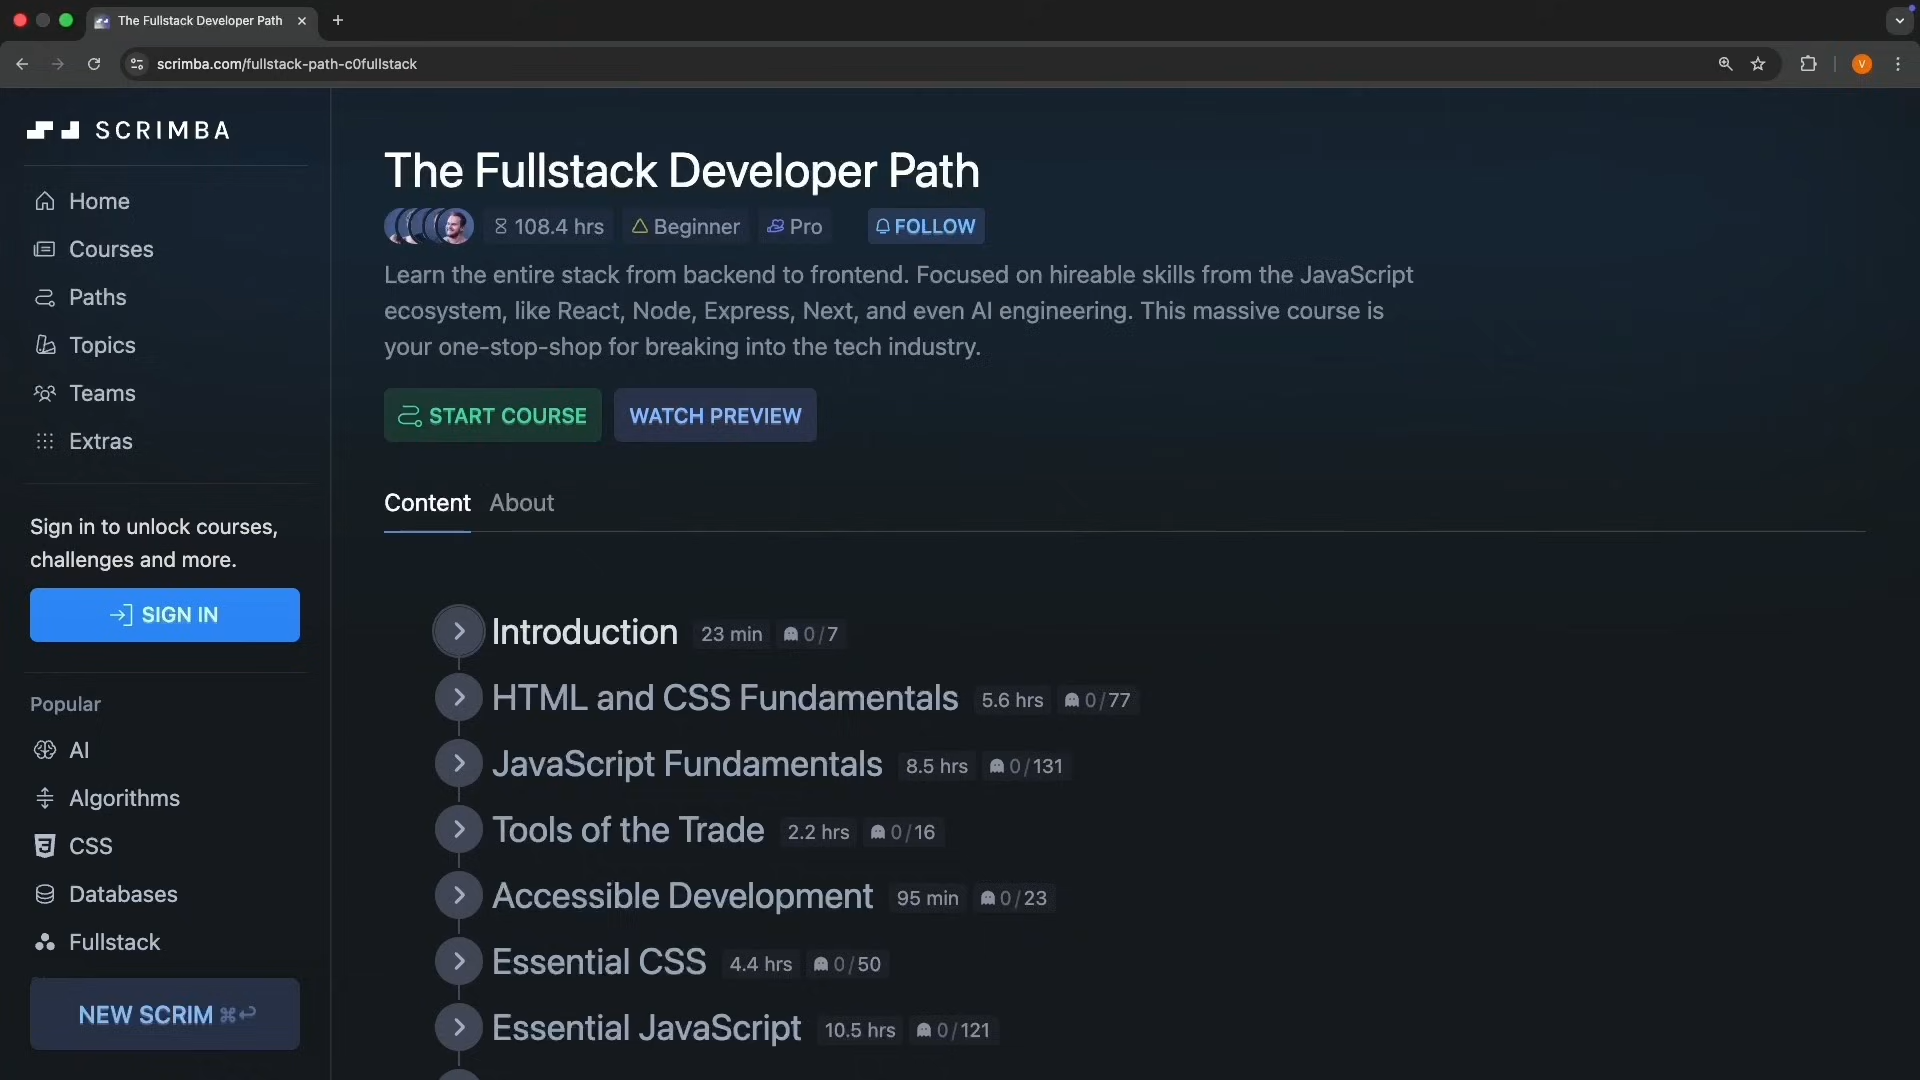 The Fullstack Developer Path
scrimba.com/fullstack-path-c0fullstack
V
SCRIMBA
Home
Courses
Paths
Topics
Teams
Extras
Sign in to unlock courses,
challenges and more.
SIGN IN
Popular
AI
Algorithms
CSS
Databases
Fullstack
NEW SCRIM ⌘↩
The Fullstack Developer Path
108.4 hrs Beginner Pro FOLLOW
Learn the entire stack from backend to frontend. Focused on hireable skills from the JavaScript
ecosystem, like React, Node, Express, Next, and even AI engineering. This massive course is
your one-stop-shop for breaking into the tech industry.
START COURSE WATCH PREVIEW
Content About
Introduction 23 min 0/7
HTML and CSS Fundamentals 5.6 hrs 0/77
JavaScript Fundamentals 8.5 hrs 0/131
Tools of the Trade 2.2 hrs 0/16
Accessible Development 95 min 0/23
Essential CSS 4.4 hrs 0/50
Essential JavaScript 10.5 hrs 0/121